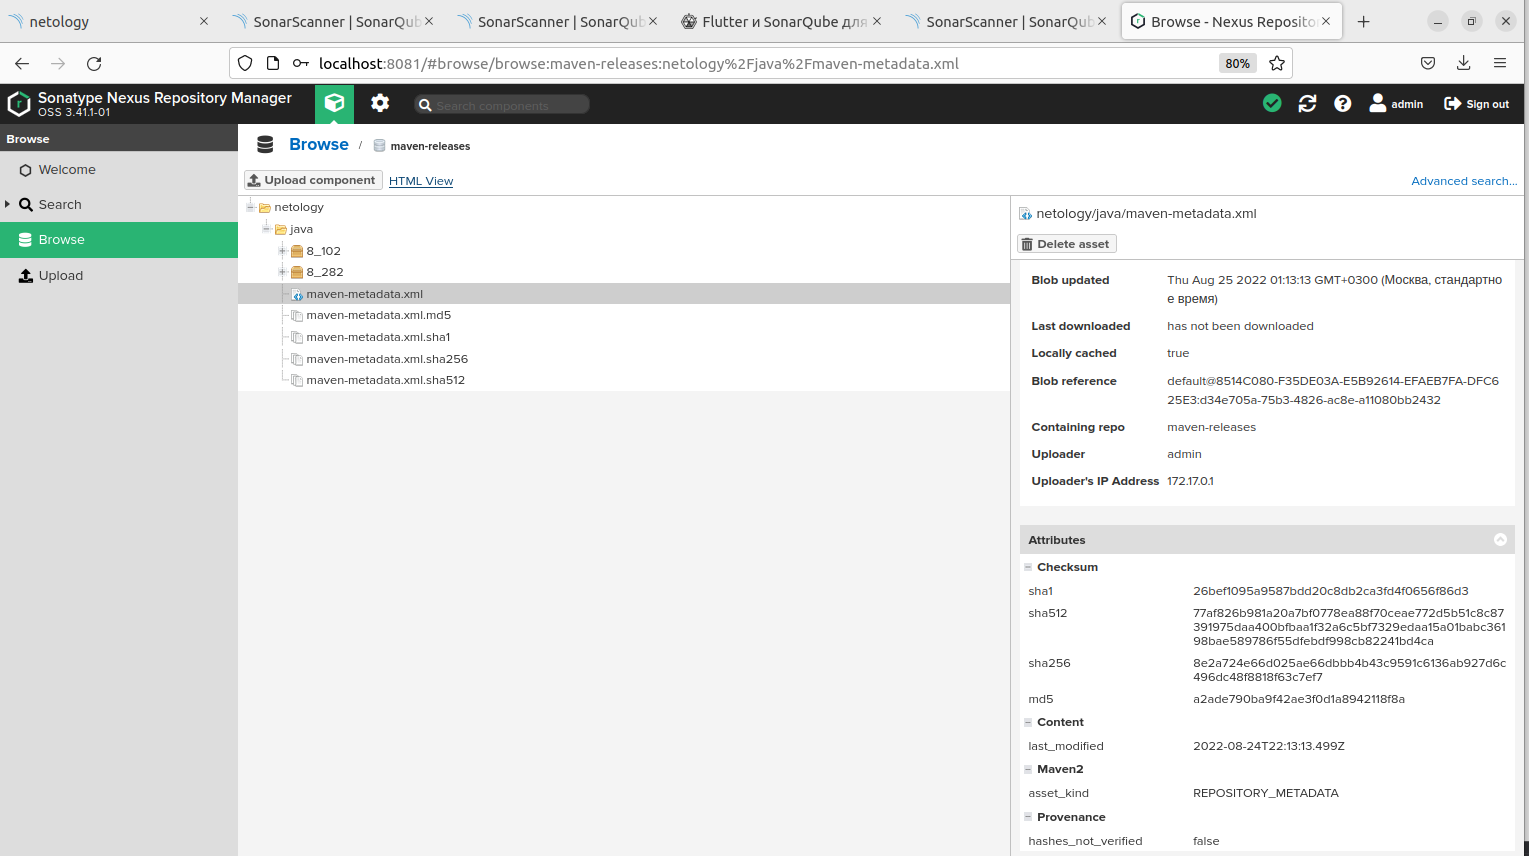 netology
SonarScanner | SonarQub
SonarScanner | SonarQub
Flutter и SonarQube для
SonarScanner | SonarQub
Browse - Nexus Reposito
localhost:8081/#browse/browse:maven-releases:netology%2Fjava%2Fmaven-metadata.xml
80%
Sonatype Nexus Repository Manager
OSS 3.41.1-01
Search components
admin
Sign out
Browse
Welcome
Search
Browse
Upload
Browse / maven-releases
Upload component
HTML View
Advanced search...
netology
java
8_102
8_282
maven-metadata.xml
maven-metadata.xml.md5
maven-metadata.xml.sha1
maven-metadata.xml.sha256
maven-metadata.xml.sha512
netology/java/maven-metadata.xml
Delete asset
Blob updated Thu Aug 25 2022 01:13:13 GMT+0300 (Москва, стандартно
е время)
Last downloaded has not been downloaded
Locally cached true
Blob reference default@8514C080-F35DE03A-E5B92614-EFAEB7FA-DFC6
25E3:d34e705a-75b3-4826-ac8e-a11080bb2432
Containing repo maven-releases
Uploader admin
Uploader's IP Address 172.17.0.1
Attributes
Checksum
sha1 26bef1095a9587bdd20c8db2ca3fd4f0656f86d3
sha512 77af826b981a20a7bf0778ea88f70ceae772d5b51c8c87
391975daa400bfbaa1f32a6c5bf7329edaa15a01babc361
98bae589786f55dfebdf998cb82241bd4ca
sha256 8e2a724e66d025ae66dbbb4b43c9591c6136ab927d6c
496dc48f8818f63c7ef7
md5 a2ade790ba9f42ae3f0d1a8942118f8a
Content
last_modified 2022-08-24T22:13:13.499Z
Maven2
asset_kind REPOSITORY_METADATA
Provenance
hashes_not_verified false